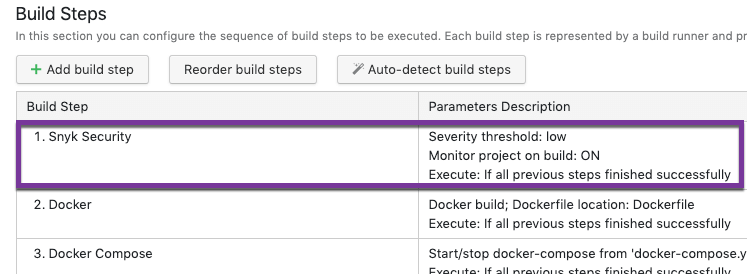 Build Steps
In this section you can configure the sequence of build steps to be executed. Each build step is represented by a build runner and
+ Add build step
Reorder build steps
Auto-detect build steps
Build Step
Parameters Description
1. Snyk Security
Severity threshold: low
Monitor project on build: ON
Execute: If all previous steps finished successfully
2. Docker
Docker build; Dockerfile location: Dockerfile
Execute: If all previous steps finished successfully
3. Docker Compose
Start/stop docker-compose from 'docker-compose.y
Execute: If all previous steps finished successfully